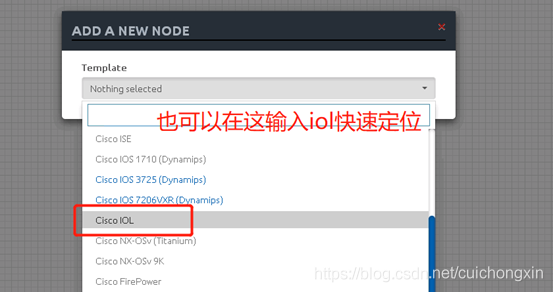 ADD A NEW NODE
Template
Nothing selected
也可以在这输入iol快速定位
Cisco ISE
Cisco IOS 1710 (Dynamips)
Cisco IOS 3725 (Dynamips)
Cisco IOS 7206VXR (Dynamips)
Cisco IOL
Cisco NX-OSv (Titanium)
Cisco NX-OSv 9K
Cisco FirePower
https://blog.csdn.net/cuichongxin